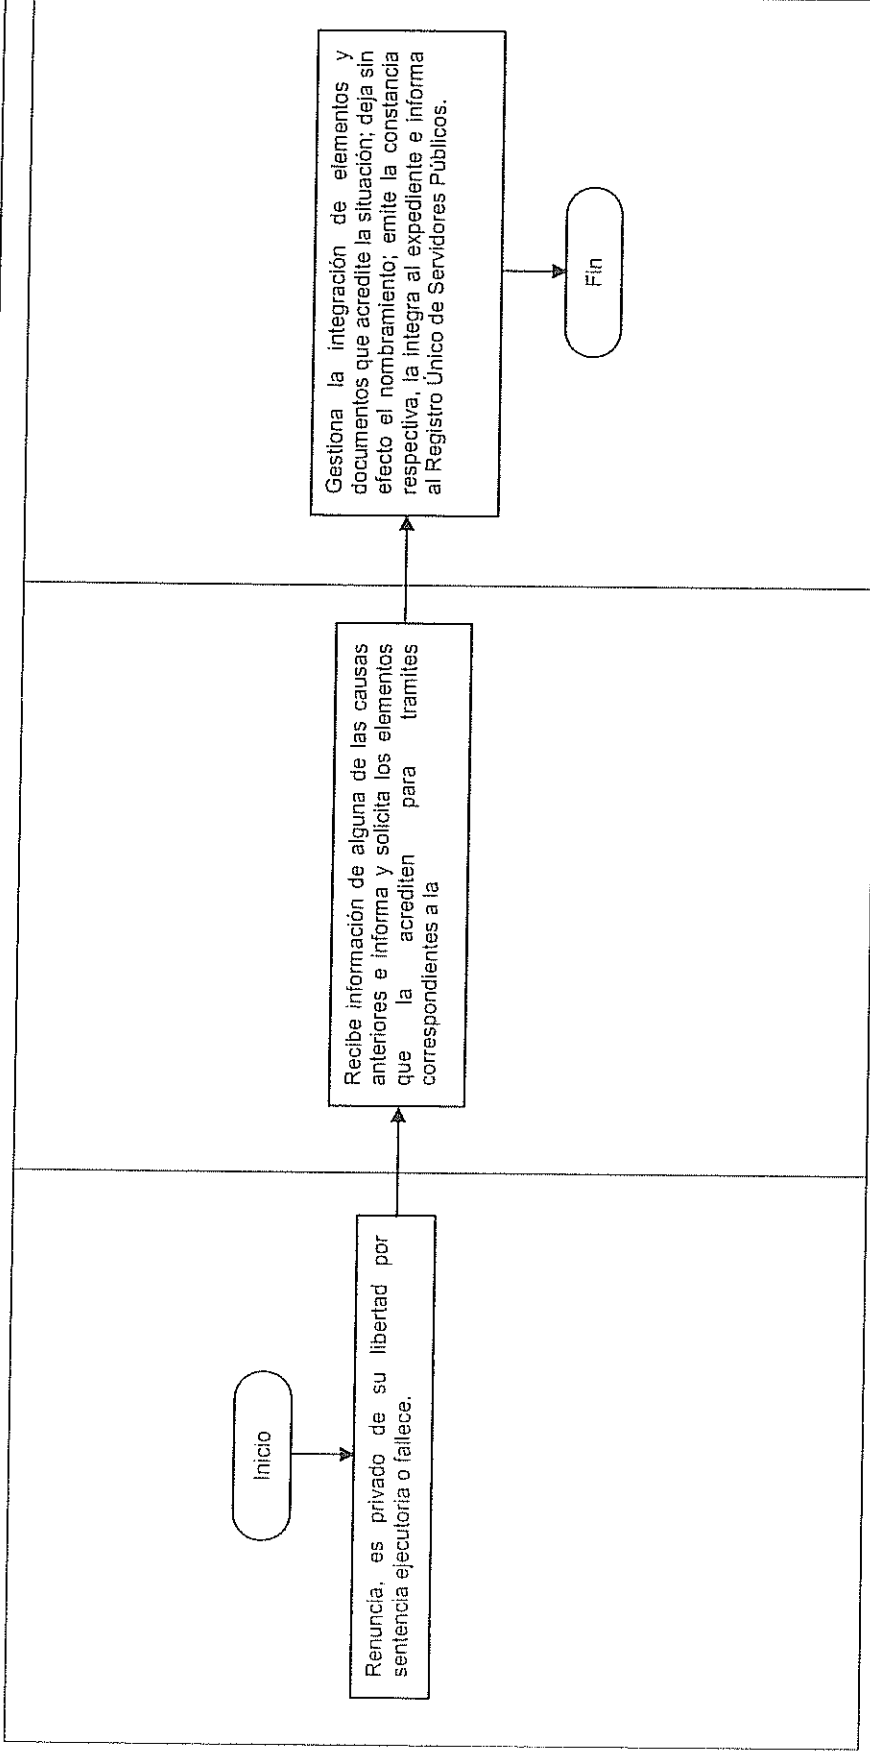 Inicio
Renuncia, es privado de su libertad por
sentencia ejecutoria o fallece.
Recibe información de alguna de las causas
anteriores e informa y solicita los elementos
que la acrediten para tramites
correspondientes a la
Gestiona la integración de elementos y
documentos que acredite la situación; deja sin
efecto el nombramiento; emite la constancia
respectiva, la integra al expediente e informa
al Registro Único de Servidores Públicos.
Fin